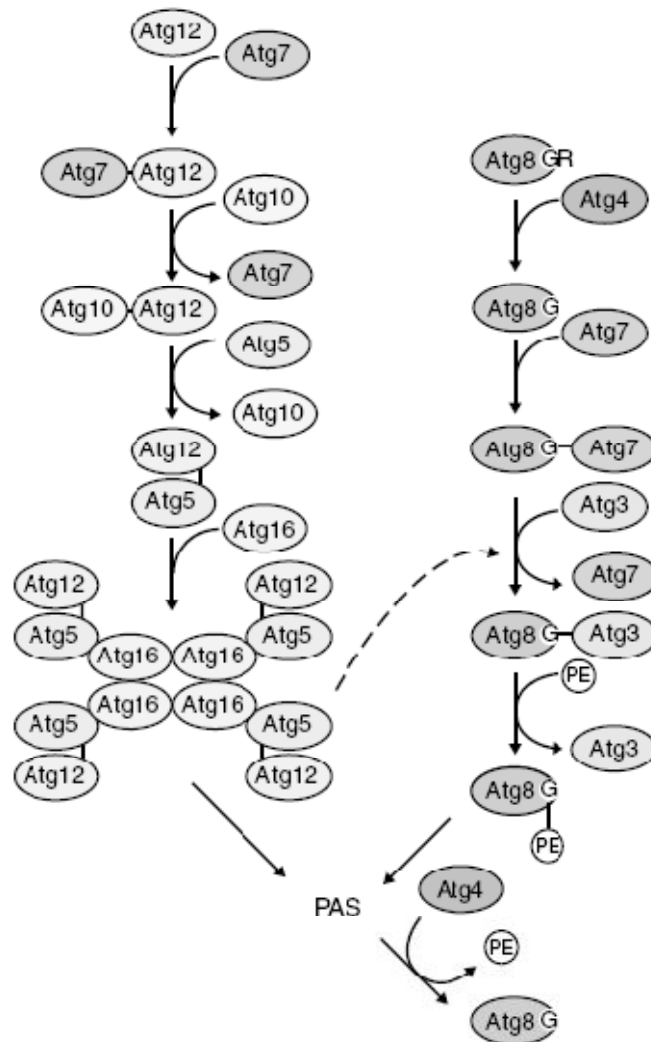 Atg12
Atg7
Atg7 Atg12
Atg10
Atg7
Atg10 Atg12
Atg5
Atg10
Atg12
Atg5
Atg16
Atg12 Atg12
Atg5 Atg5
Atg16 Atg16
Atg16 Atg16
Atg5 Atg5
Atg12 Atg12
Atg8 GR
Atg4
Atg8 G
Atg7
Atg8 G Atg7
Atg3
Atg7
Atg8 G Atg3
PE
Atg3
Atg8 G
PE
PAS
Atg4
PE
Atg8 G